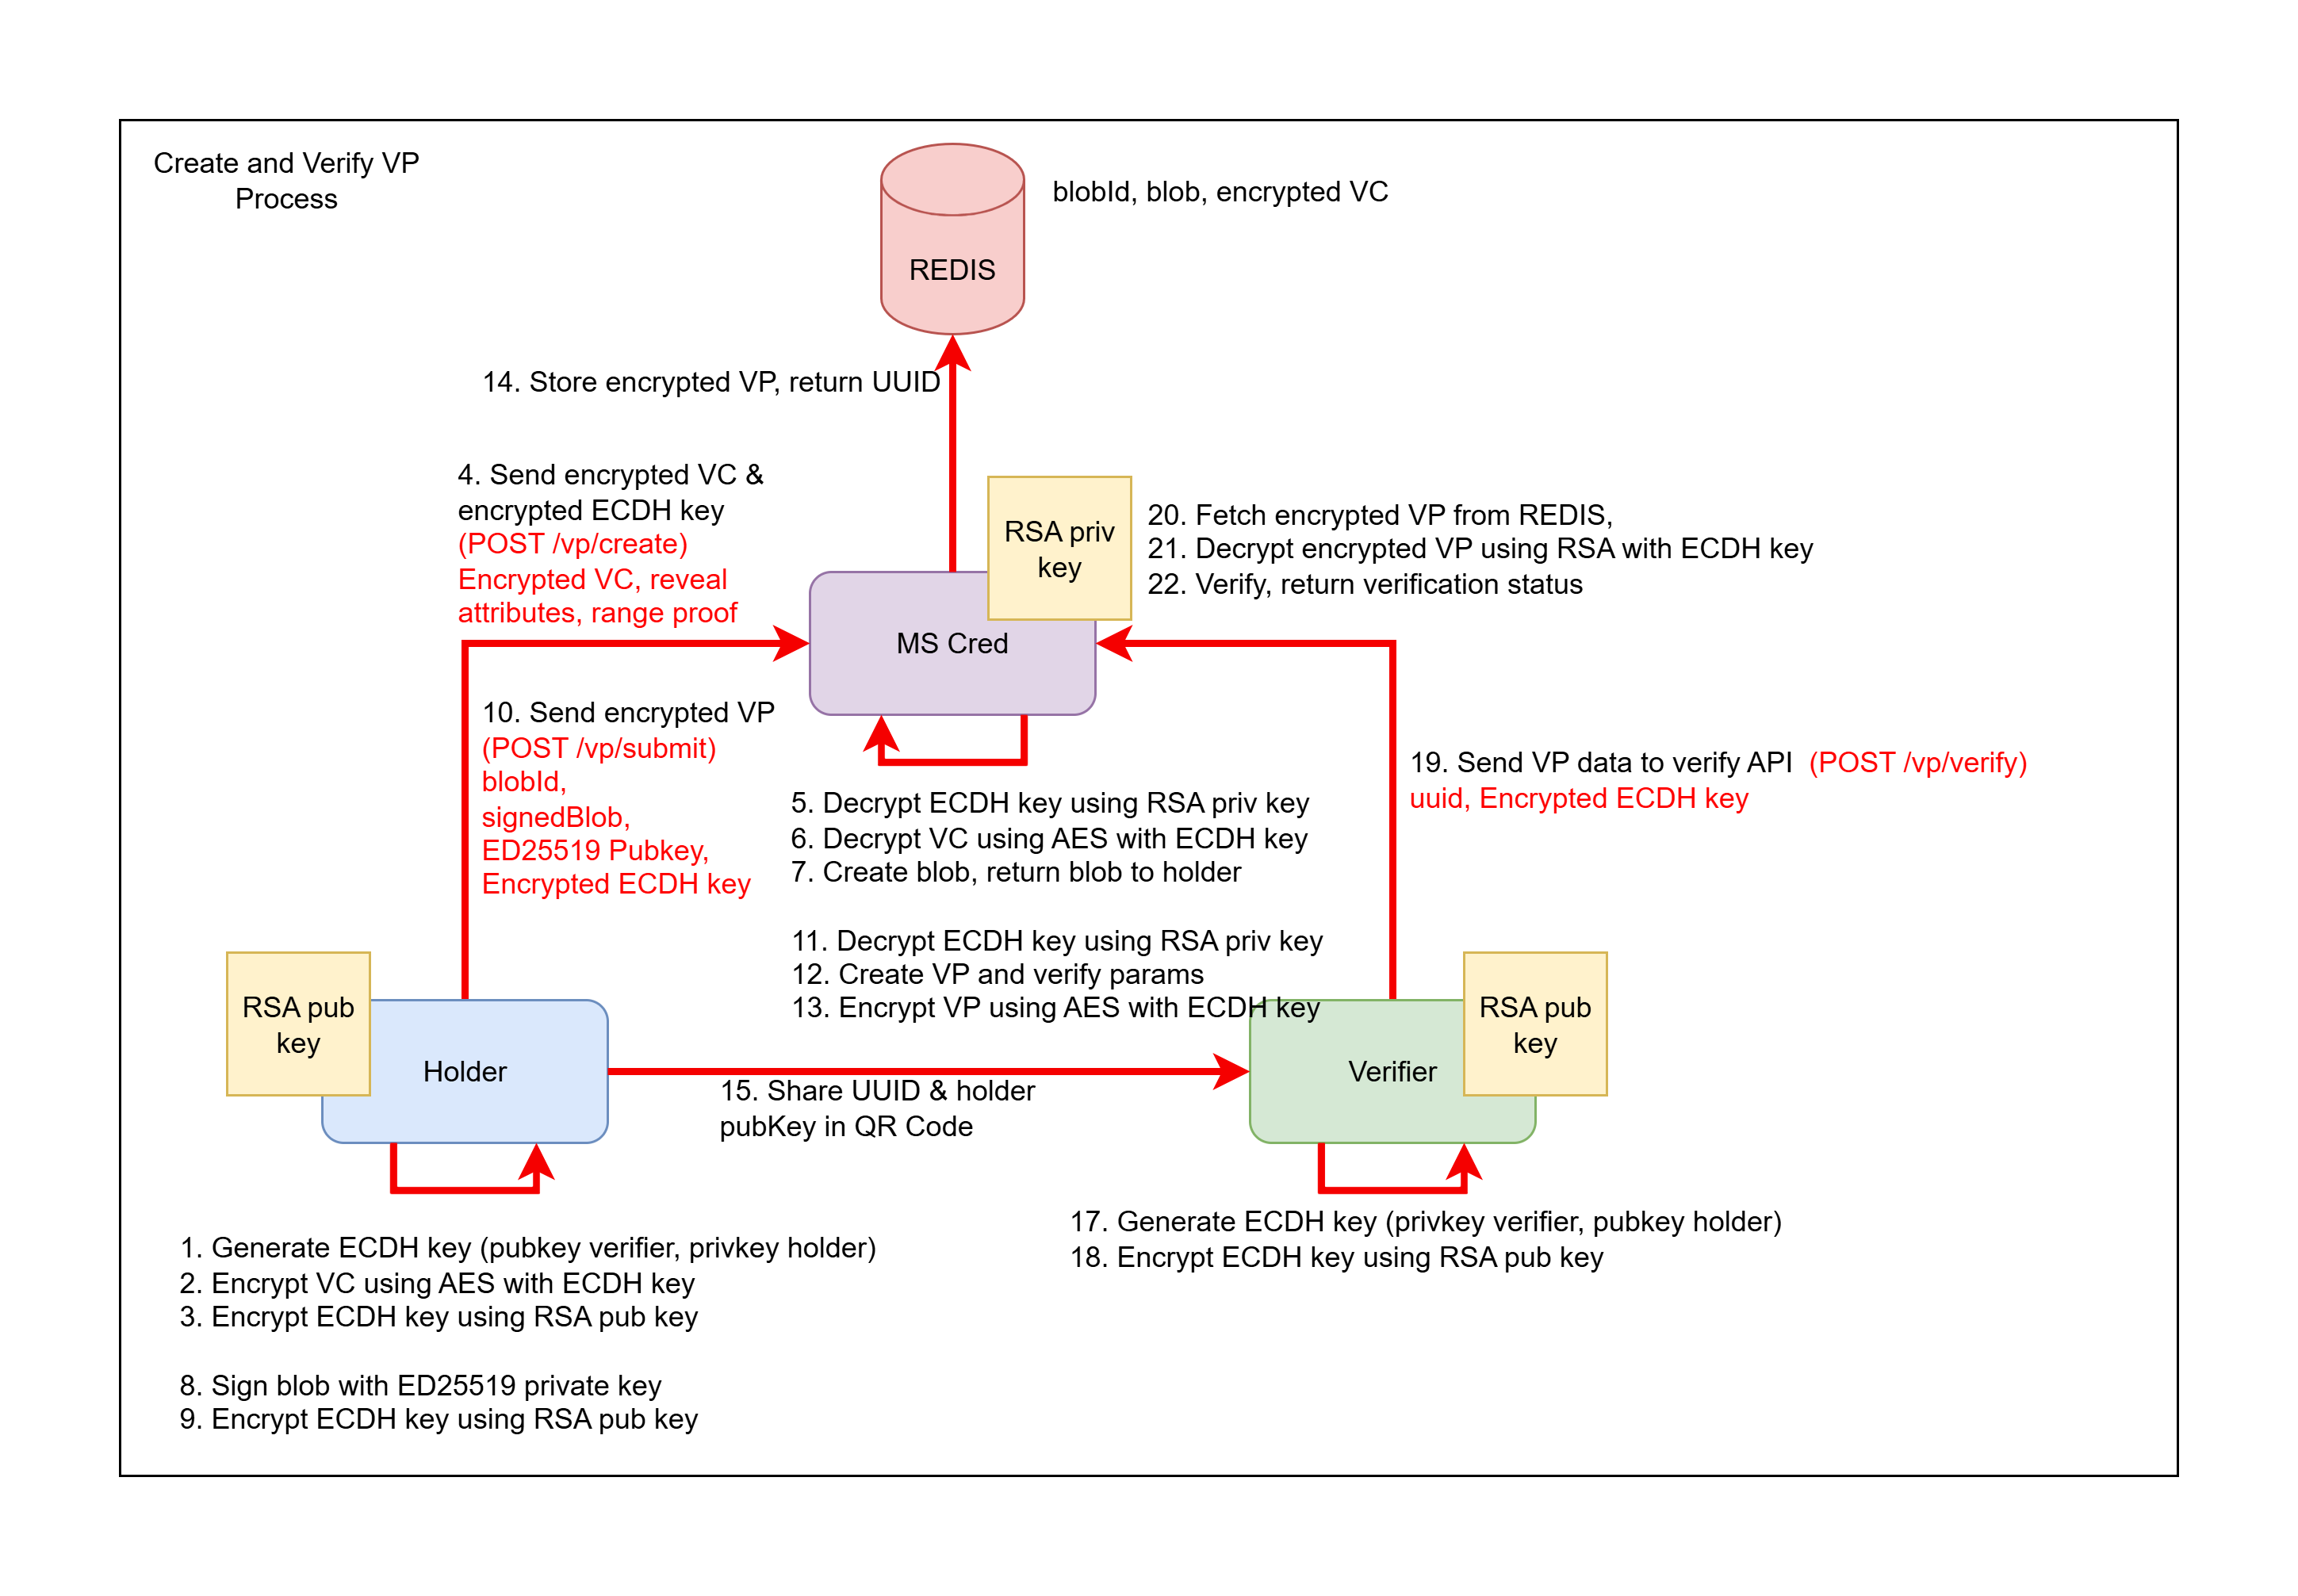 Create and Verify VP
Process
blobId, blob, encrypted VC
REDIS
14. Store encrypted VP, return UUID
4. Send encrypted VC &
encrypted ECDH key
(POST /vp/create)
Encrypted VC, reveal
attributes, range proof
RSA priv
key
20. Fetch encrypted VP from REDIS,
21. Decrypt encrypted VP using RSA with ECDH key
22. Verify, return verification status
MS Cred
10. Send encrypted VP
(POST /vp/submit)
blobId,
signedBlob,
ED25519 Pubkey,
Encrypted ECDH key
19. Send VP data to verify API  (POST /vp/verify)
uuid, Encrypted ECDH key
5. Decrypt ECDH key using RSA priv key
6. Decrypt VC using AES with ECDH key
7. Create blob, return blob to holder
11. Decrypt ECDH key using RSA priv key
12. Create VP and verify params
13. Encrypt VP using AES with ECDH key
RSA pub
key
Holder
Verifier
RSA pub
key
15. Share UUID & holder
pubKey in QR Code
17. Generate ECDH key (privkey verifier, pubkey holder)
18. Encrypt ECDH key using RSA pub key
1. Generate ECDH key (pubkey verifier, privkey holder)
2. Encrypt VC using AES with ECDH key
3. Encrypt ECDH key using RSA pub key
8. Sign blob with ED25519 private key
9. Encrypt ECDH key using RSA pub key